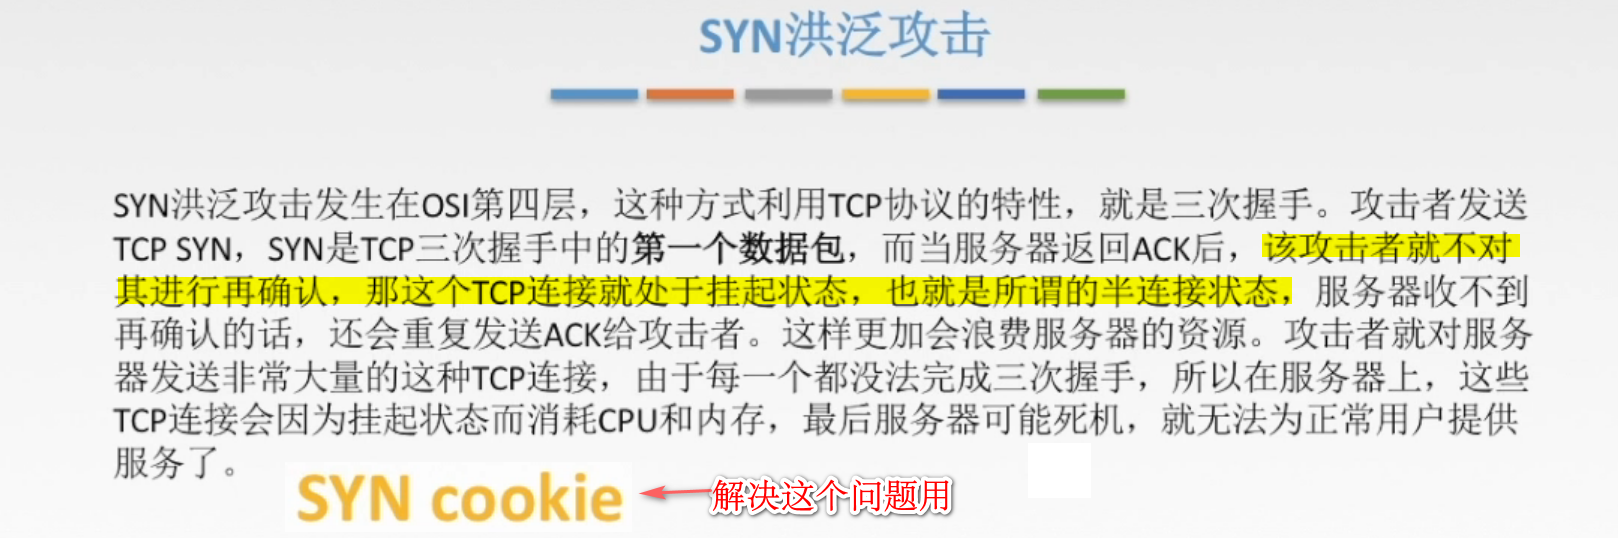 SYN洪泛攻击
SYN洪泛攻击发生在OSI第四层，这种方式利用TCP协议的特性，就是三次握手。攻击者发送
TCP SYN，SYN是TCP三次握手中的第一个数据包，而当服务器返回ACK后，该攻击者就不对
其进行再确认，那这个TCP连接就处于挂起状态，也就是所谓的半连接状态，服务器收不到
再确认的话，还会重复发送ACK给攻击者。这样更加会浪费服务器的资源。攻击者就对服务
器发送非常大量的这种TCP连接，由于每一个都没法完成三次握手，所以在服务器上，这些
TCP连接会因为挂起状态而消耗CPU和内存，最后服务器可能死机，就无法为正常用户提供
服务了。
SYN cookie
解决这个问题用